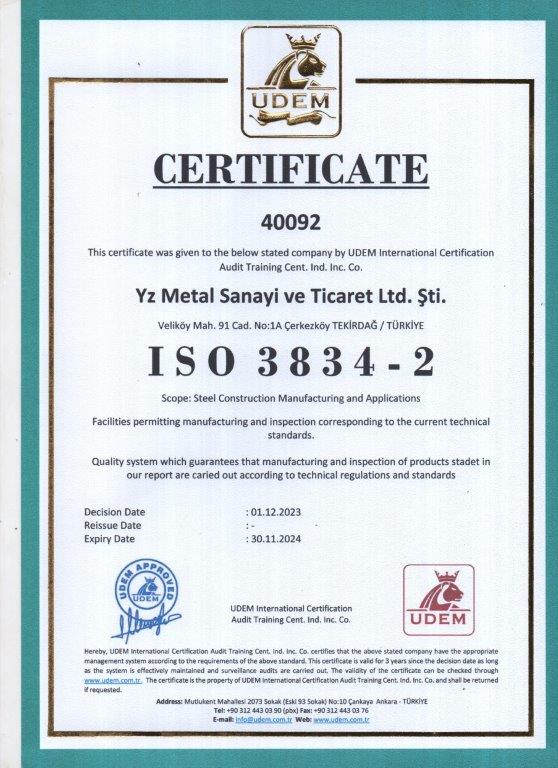 UDEM
CERTIFICATE
40092
This certificate was given to the below stated company by UDEM International Certification
Audit Training Cent. Ind. Inc. Co.
Yz Metal Sanayi ve Ticaret Ltd. Şti.
Veliköy Mah. 91 Cad. No:1A Çerkezköy TEKİRDAĞ / TÜRKİYE
ISO 3834-2
Scope: Steel Construction Manufacturing and Applications
Facilities permitting manufacturing and inspection corresponding to the current technical
standards.
Quality system which guarantees that manufacturing and inspection of products stadet in
our report are caried out according to technical regulations and standards
Decision Date : 01.12.2023
Reissue Date : -
Expiry Date : 30.11.2024
UDEM APPROVED
UDEM
UDEM International Certification
Audit Training Cent. Ind. Inc. Co.
UDEM
Hereby, UDEM International Certification Audit Training Cent. Ind. Inc. Co. certifies that the above stated company have the appropriate
management system according to the requirements of the above standard. This certificate is valid for 3 years since the decision date as long
as the system is effectively maintained and surveillance audits are carried out. The validity of the certificate can be checked through
www.udem.com.tr. The certificate is the property of UDEM International Certification Audit Training Cent. Ind. Inc. Co. and shall be returned
if requested.
Address: Mutlukent Mahallesi 2073 Sokak (Eski 93 Sokak) No:10 Çankaya Ankara - TÜRKİYE
Tel: +90 312 443 03 90 (pbx) Fax: +90 312 443 03 76
E-mail: info@udem.com.tr Web: www.udem.com.tr